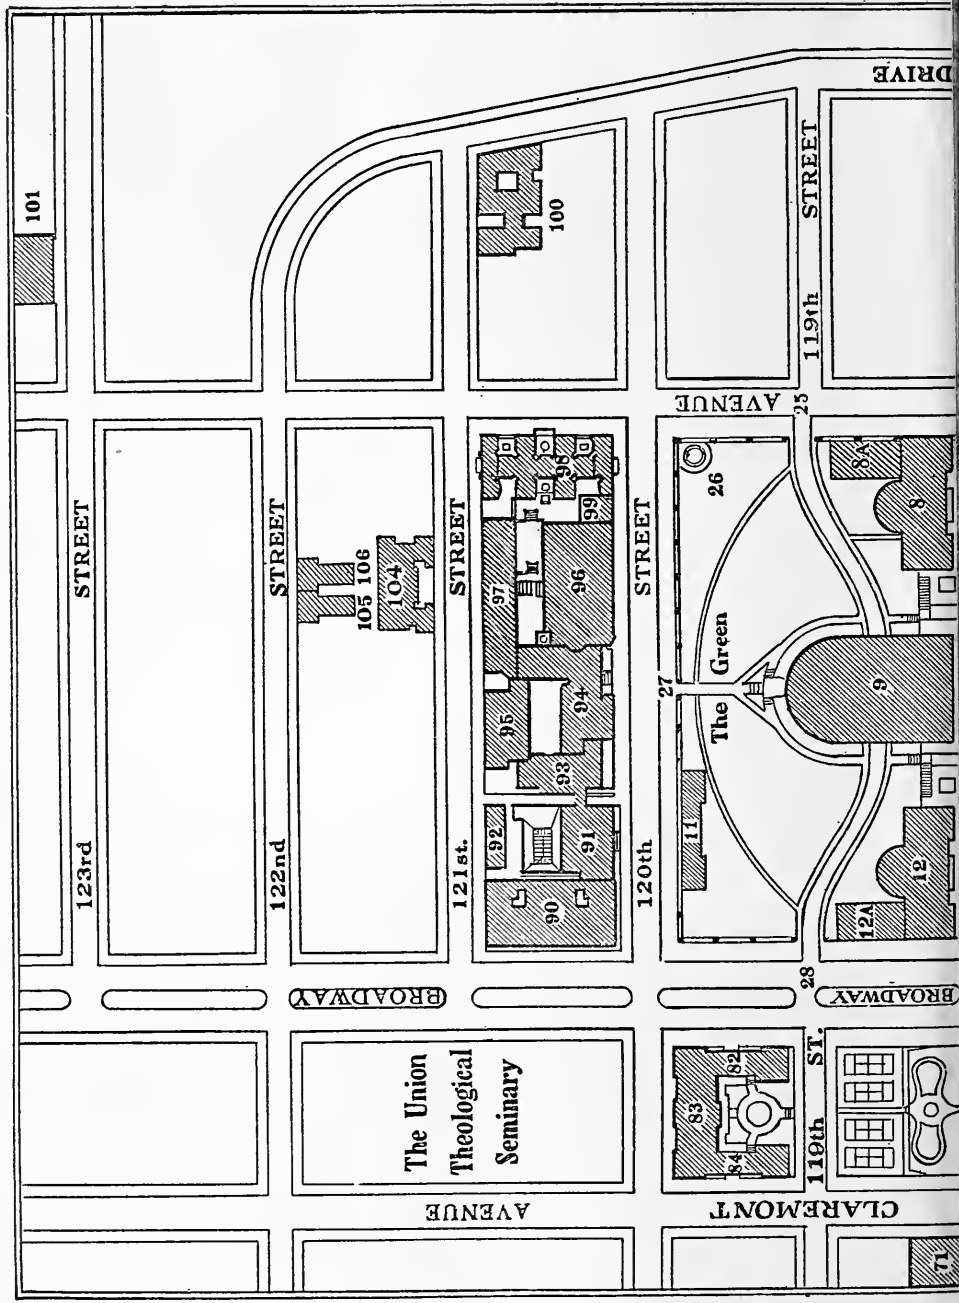 DRIVE
101
100
119th STREET
AVENUE
25
26
8A
8
98
99
97
96
123rd STREET
122nd STREET
121st. STREET
120th STREET
105 106
104
95
94
93
27
The Green
9
92
91
90
11
12A
12
28
BROADWAY
BROADWAY
The Union
Theological
Seminary
82
83
84
119th ST.
CLAREMONT
AVENUE
71